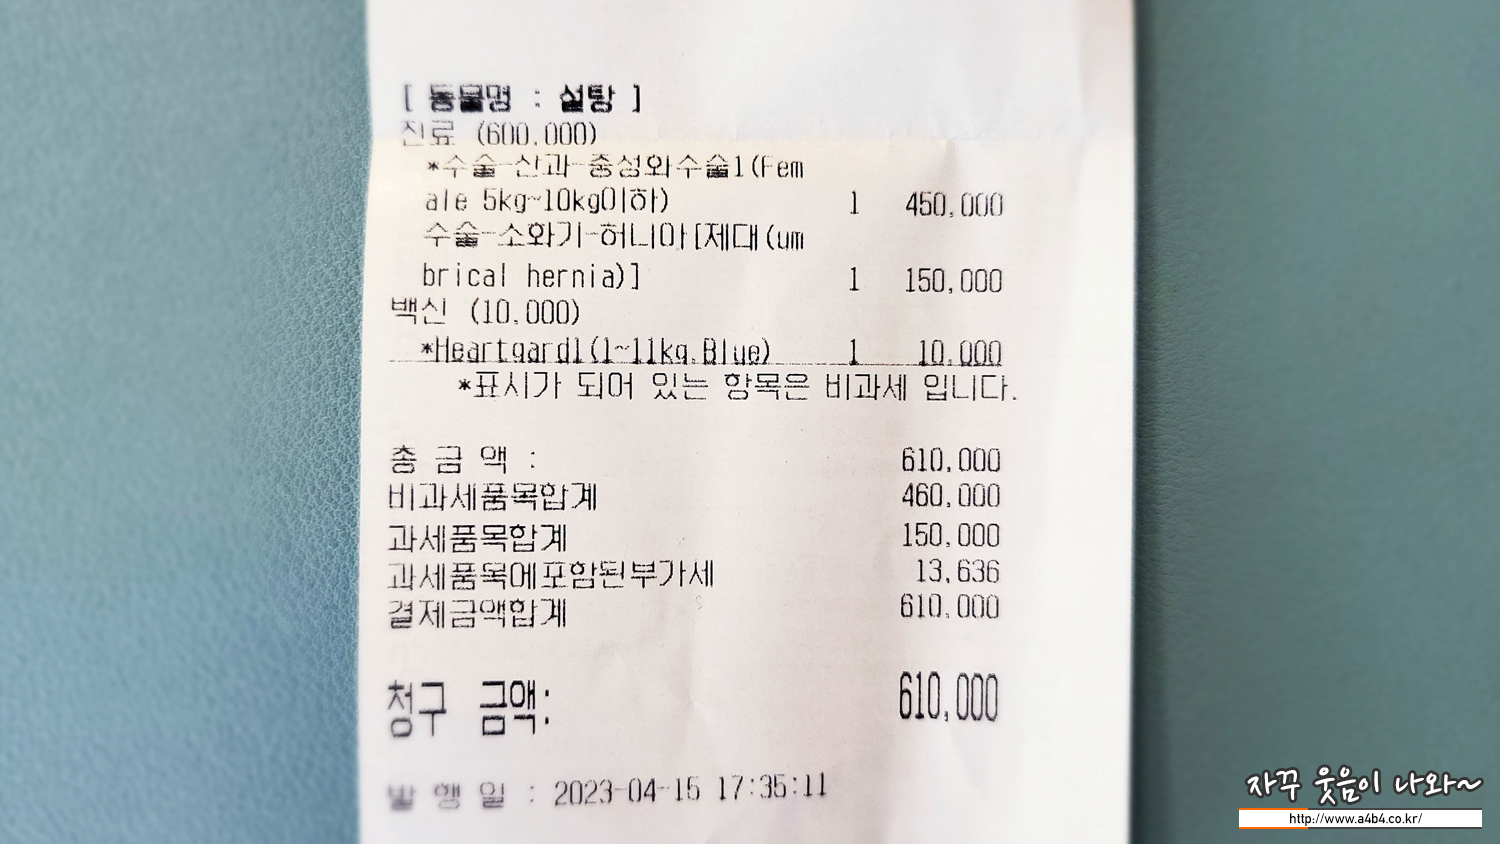 [ 동물명 : 설탕 ]
진료 (600,000)
*수술-산과-중성화수술1(Fem
ale 5kg~10kg이하) 1 450,000
수술-소화기-허니아[제대(um
brical hernia)] 1 150,000
백신 (10,000)
*Heartgard1(1~11kg,Blue) 1 10,000
*표시가 되어 있는 항목은 비과세 입니다.
총 금 액 : 610,000
비과세품목합계 460,000
과세품목합계 150,000
과세품목에포함된부가세 13,636
결제금액합계 610,000
청구 금액: 610,000
발 행 일 : 2023-04-15 17:35:11
자꾸 웃음이 나와~
http://www.a4b4.co.kr/